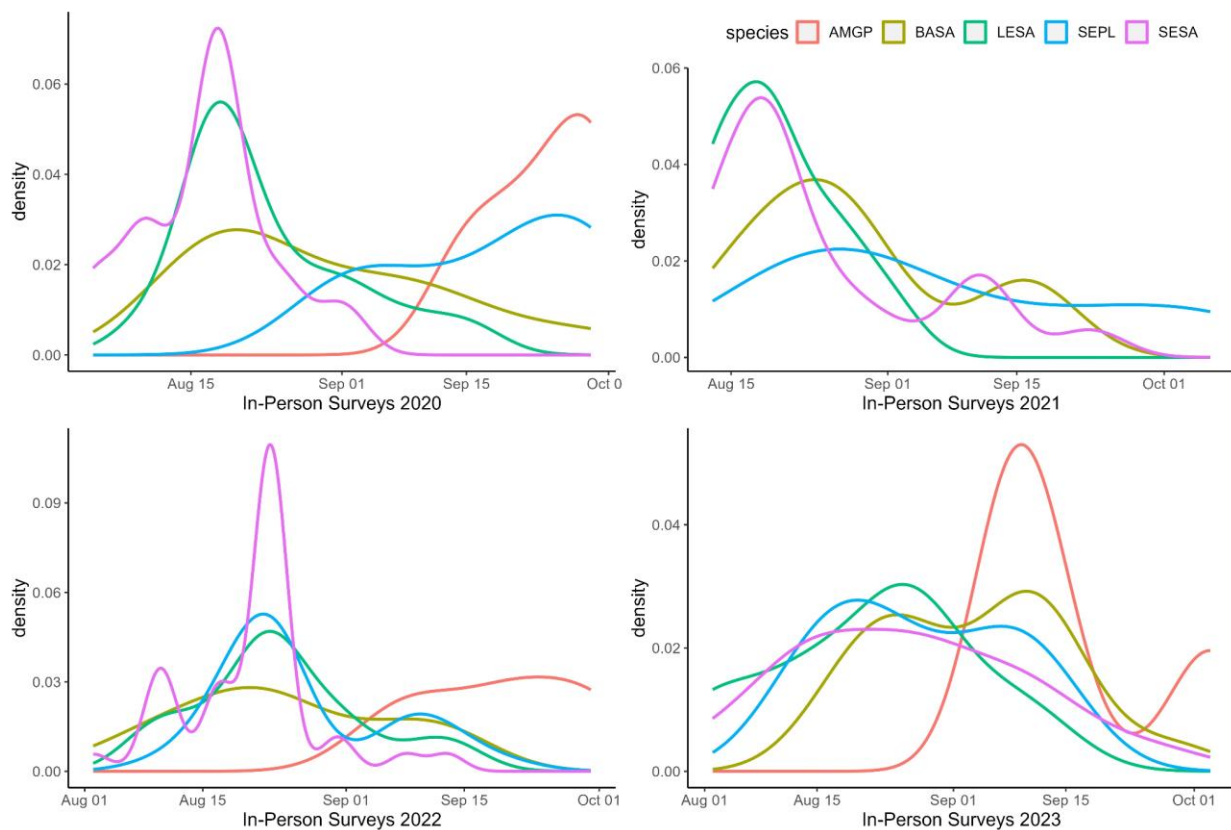 species AMGP BASA LESA SEPL SESA
density
0.06
0.04
0.02
0.00
Aug 15 Sep 01 Sep 15 Oct 0
In-Person Surveys 2020
density
0.06
0.04
0.02
0.00
Aug 15 Sep 01 Sep 15 Oct 01
In-Person Surveys 2021
density
0.09
0.06
0.03
0.00
Aug 01 Aug 15 Sep 01 Sep 15 Oct 01
In-Person Surveys 2022
density
0.04
0.02
0.00
Aug 01 Aug 15 Sep 01 Sep 15 Oct 01
In-Person Surveys 2023